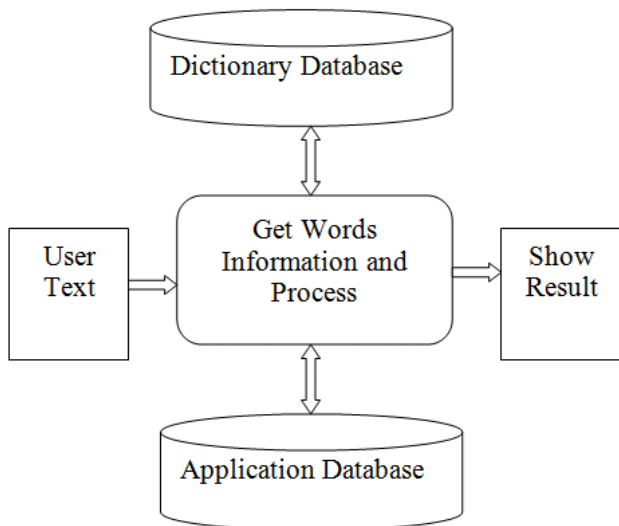 Dictionary Database
User
Text
Get Words
Information and
Process
Show
Result
Application Database